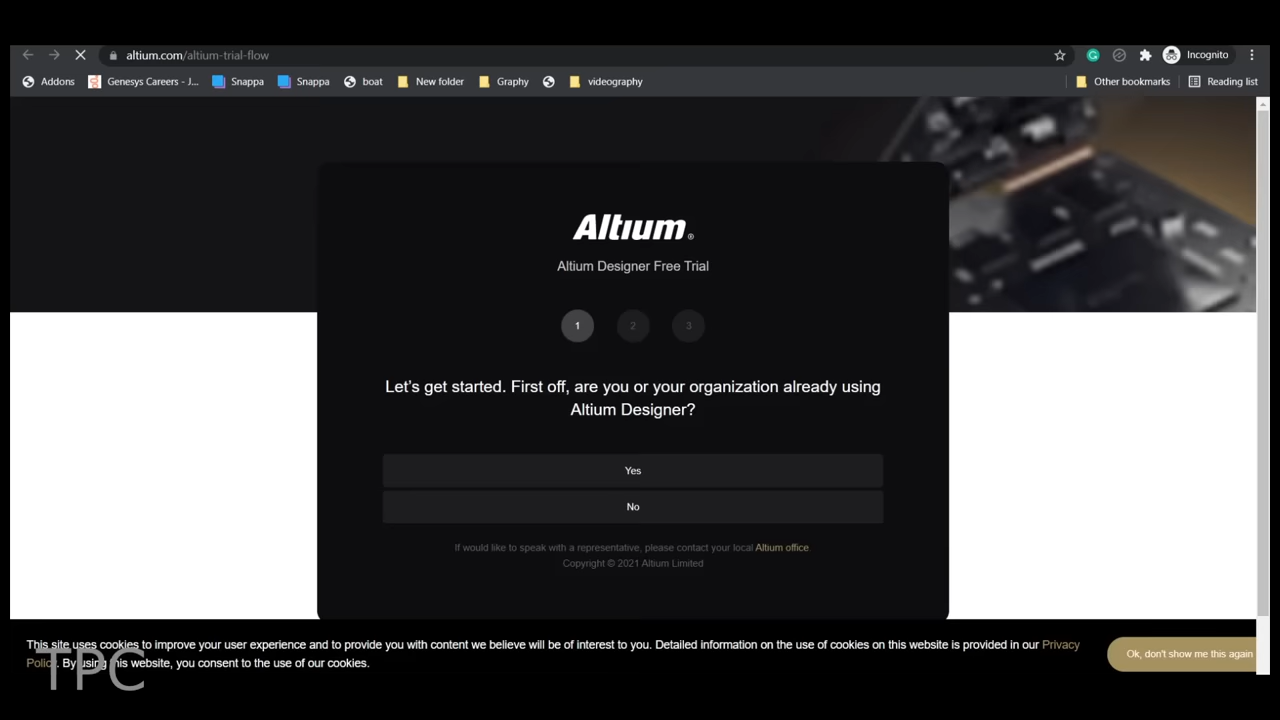 altium.com/altium-trial-flow
Incognito
Addons
Genesys Careers - J...
Snappa
Snappa
boat
New folder
Graphy
videography
Other bookmarks
Reading list
Altium®
Altium Designer Free Trial
1
2
3
Let's get started. First off, are you or your organization already using
Altium Designer?
Yes
No
If would like to speak with a representative, please contact your local Altium office
Copyright © 2021 Altium Limited
This site uses cookies to improve your user experience and to provide you with content we believe will be of interest to you. Detailed information on the use of cookies on this website is provided in our Privacy
Policy. By using this website, you consent to the use of our cookies.
Ok, don't show me this again
TPC